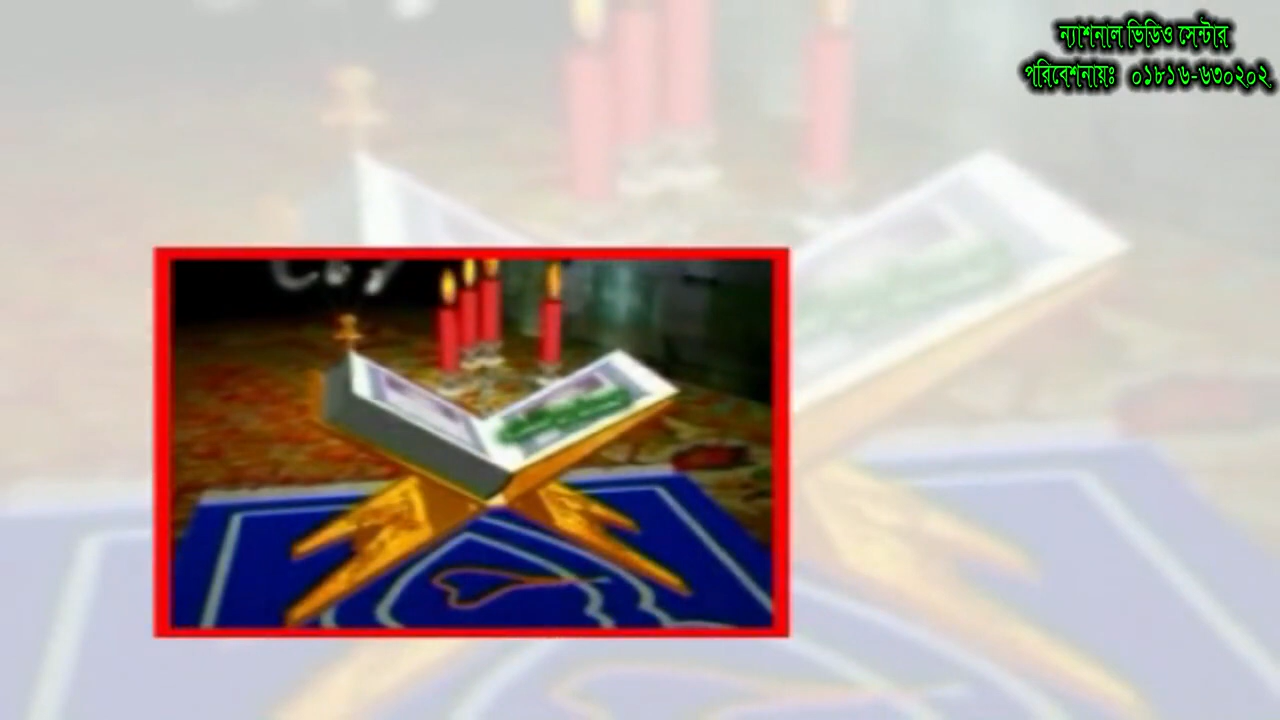 ন্যাশনাল ভিডিও সেন্টার
পরিবেশনায়ঃ ০১৮১৬-৬৩০২০২